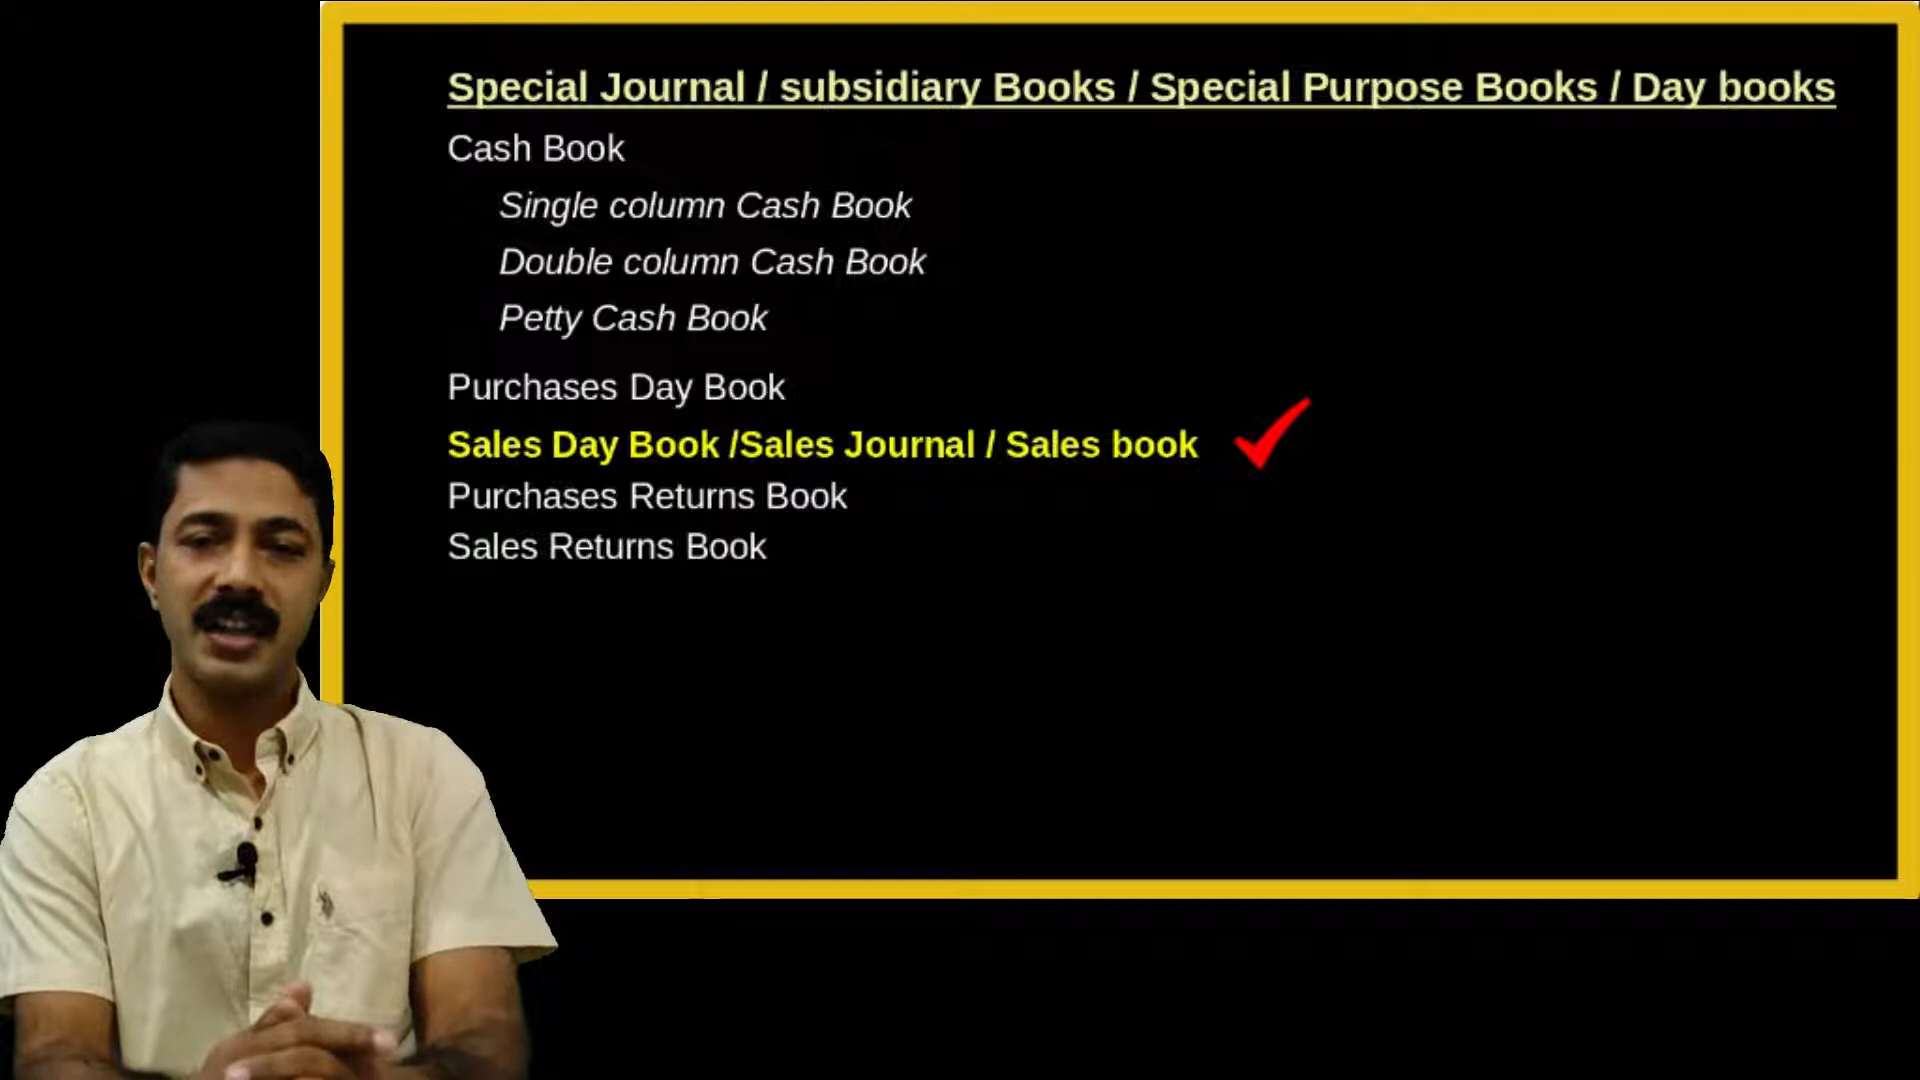 Special Journal / subsidiary Books / Special Purpose Books / Day books
Cash Book
Single column Cash Book
Double column Cash Book
Petty Cash Book
Purchases Day Book
Sales Day Book /Sales Journal / Sales book
Purchases Returns Book
Sales Returns Book